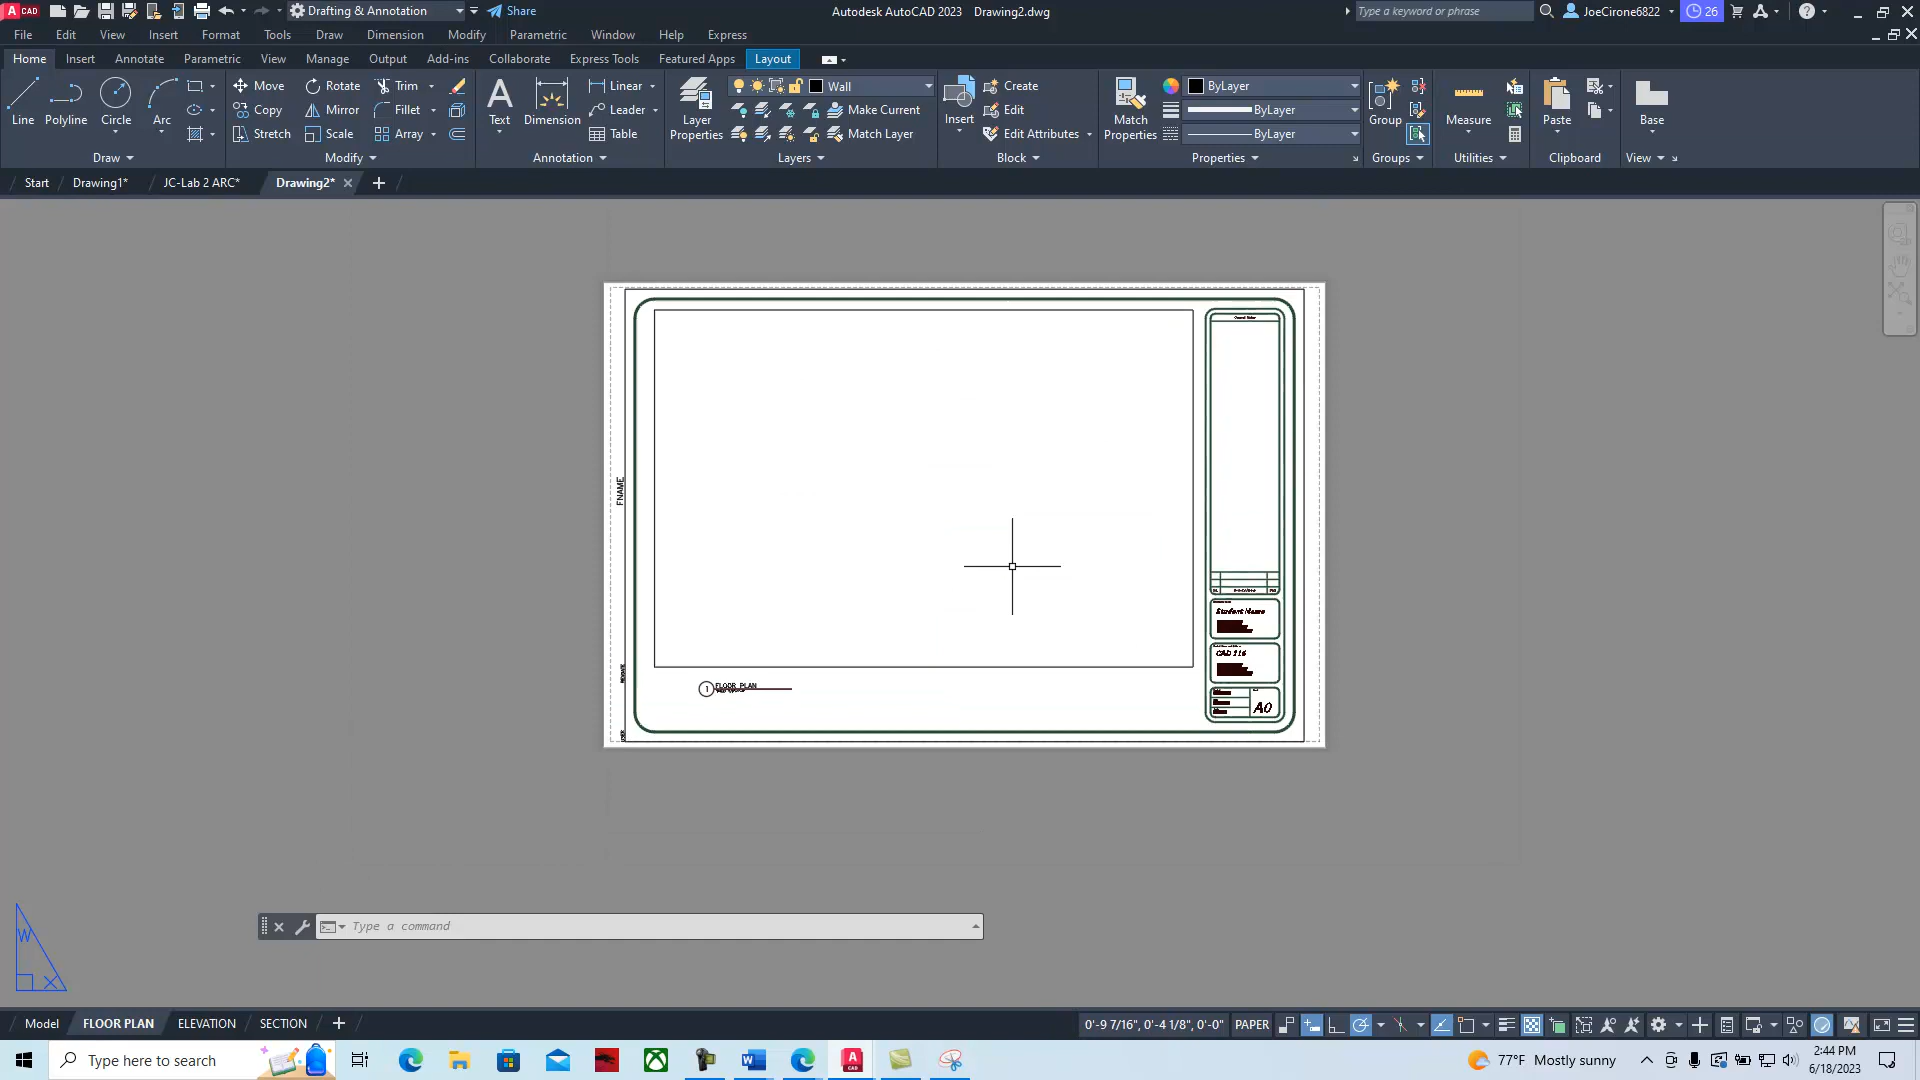 A CAD Drafting & Annotation Share Autodesk AutoCAD 2023 Drawing2.dwg Type a keyword or phrase JoeCirone6822 26
File Edit View Insert Format Tools Draw Dimension Modify Parametric Window Help Express
Home Insert Annotate Parametric View Manage Output Add-ins Collaborate Express Tools Featured Apps Layout
Line Polyline Circle Arc
Move Rotate Trim
Copy Mirror Fillet
Stretch Scale Array
Text Dimension
Linear
Leader
Table
Layer
Properties
Wall
Make Current
Match Layer
Insert
Create
Edit
Edit Attributes
Match
Properties
ByLayer
ByLayer
ByLayer
Group
Measure
Paste
Base
Draw Modify Annotation Layers Block Properties Groups Utilities Clipboard View
Start Drawing1* JC-Lab 2 ARC* Drawing2*
FNAME
1 FLOOR PLAN
General Notes
Student Name
CAD 116
A0
W
X
Type a command
Model FLOOR PLAN ELEVATION SECTION
0'-9 7/16", 0'-4 1/8", 0'-0" PAPER
Type here to search
77°F Mostly sunny
2:44 PM
6/18/2023